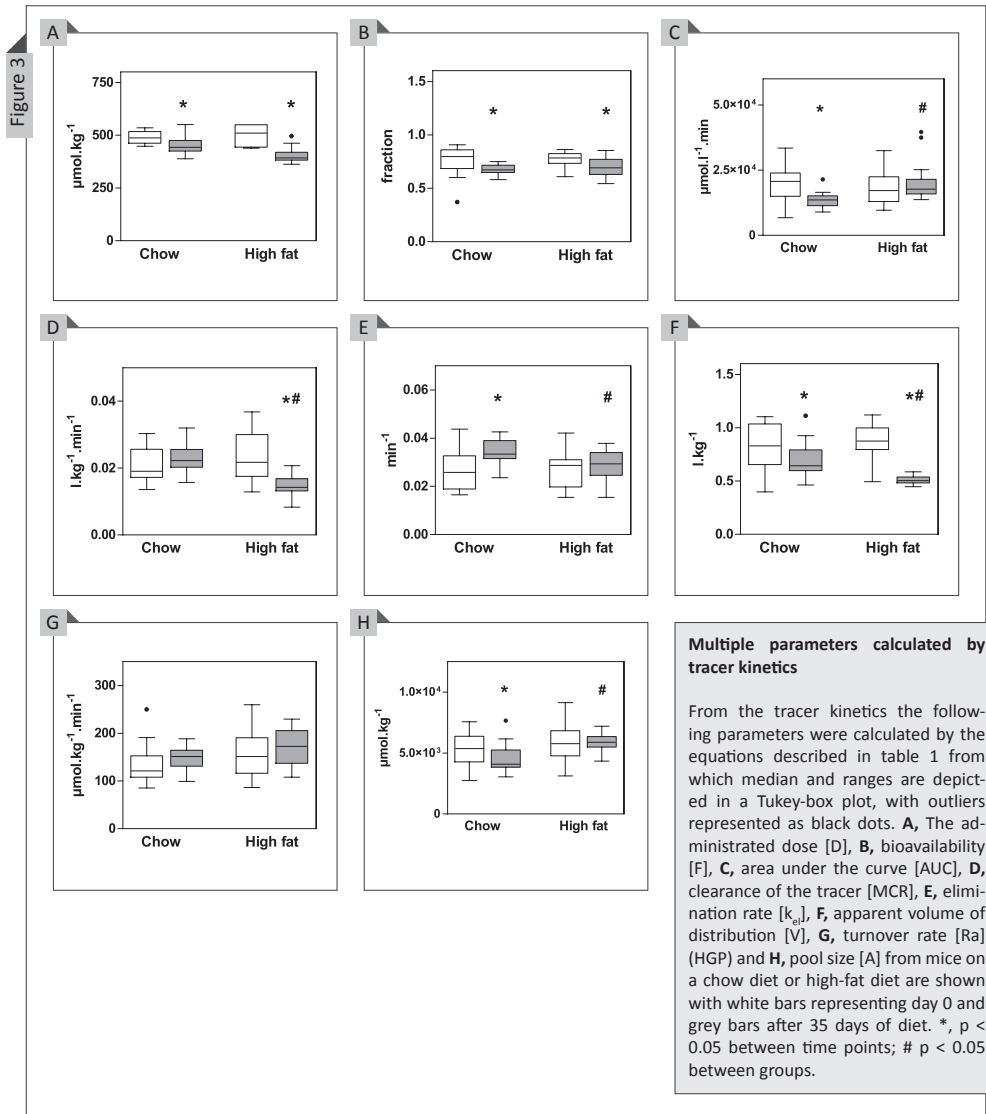 Figure 3
A
µmol.kg⁻¹
750
500
250
0
*
*
Chow High fat
B
fraction
1.5
1.0
0.5
0.0
*
*
Chow High fat
C
µmol.l⁻¹.min
5.0×10⁴
2.5×10⁴
0
*
#
Chow High fat
D
l.kg⁻¹.min⁻¹
0.04
0.02
0.00
*#
Chow High fat
E
min⁻¹
0.06
0.04
0.02
0.00
*
#
Chow High fat
F
l.kg⁻¹
1.5
1.0
0.5
0.0
*
*#
Chow High fat
G
µmol.kg⁻¹.min⁻¹
300
200
100
0
Chow High fat
H
µmol.kg⁻¹
1.0×10⁴
5.0×10³
0
*
#
Chow High fat
Multiple parameters calculated by
tracer kinetics
From the tracer kinetics the follow-
ing parameters were calculated by the
equations described in table 1 from
which median and ranges are depict-
ed in a Tukey-box plot, with outliers
represented as black dots. A, The ad-
ministrated dose [D], B, bioavailability
[F], C, area under the curve [AUC], D,
clearance of the tracer [MCR], E, elimi-
nation rate [kₑₗ], F, apparent volume of
distribution [V], G, turnover rate [Ra]
(HGP) and H, pool size [A] from mice on
a chow diet or high-fat diet are shown
with white bars representing day 0 and
grey bars after 35 days of diet. *, p <
0.05 between time points; # p < 0.05
between groups.